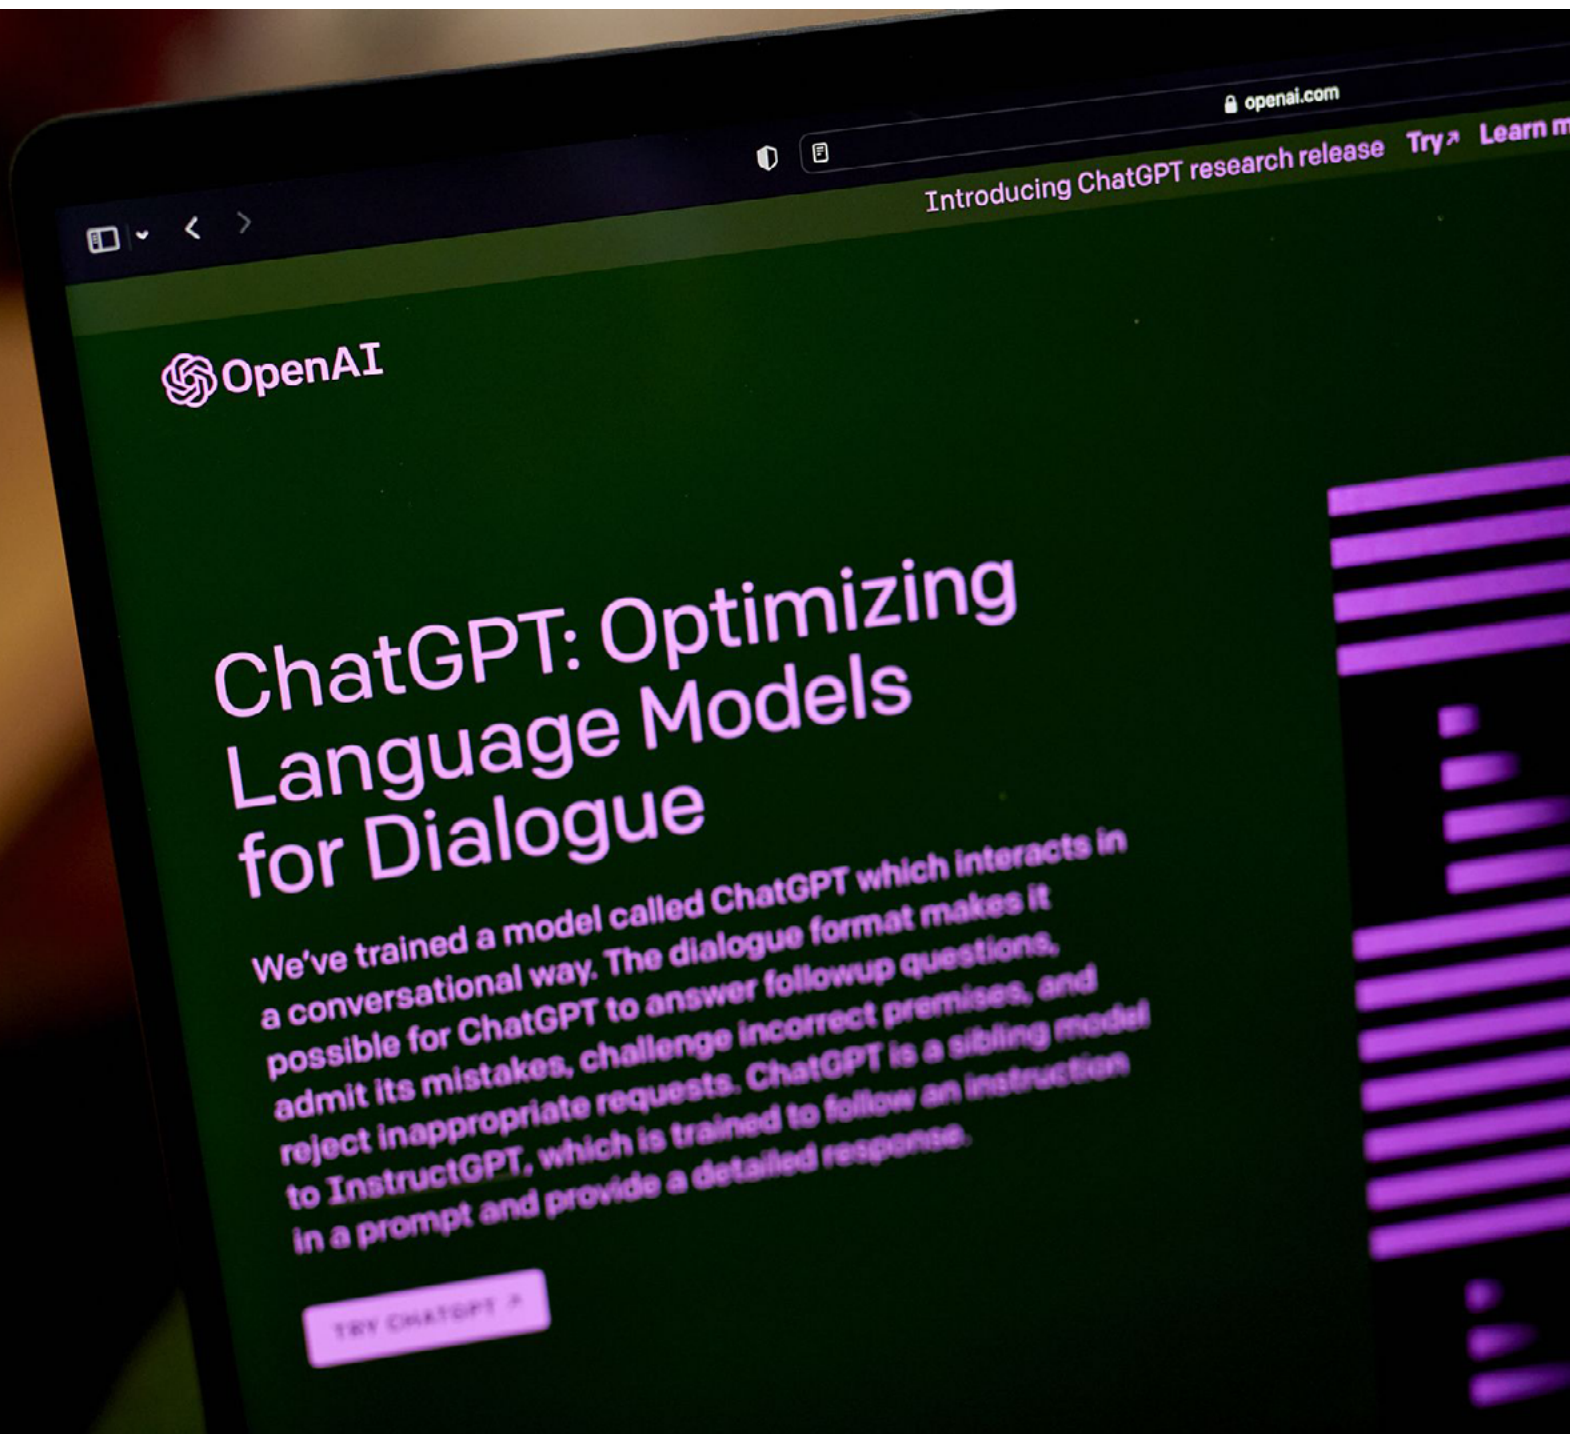 openai.com
Introducing ChatGPT research release Try↗ Learn m
OpenAI
ChatGPT: Optimizing
Language Models
for Dialogue
We've trained a model called ChatGPT which interacts in
a conversational way. The dialogue format makes it
possible for ChatGPT to answer followup questions,
admit its mistakes, challenge incorrect premises, and
reject inappropriate requests. ChatGPT is a sibling model
to InstructGPT, which is trained to follow an instruction
in a prompt and provide a detailed response.
TRY CHATGPT ↗